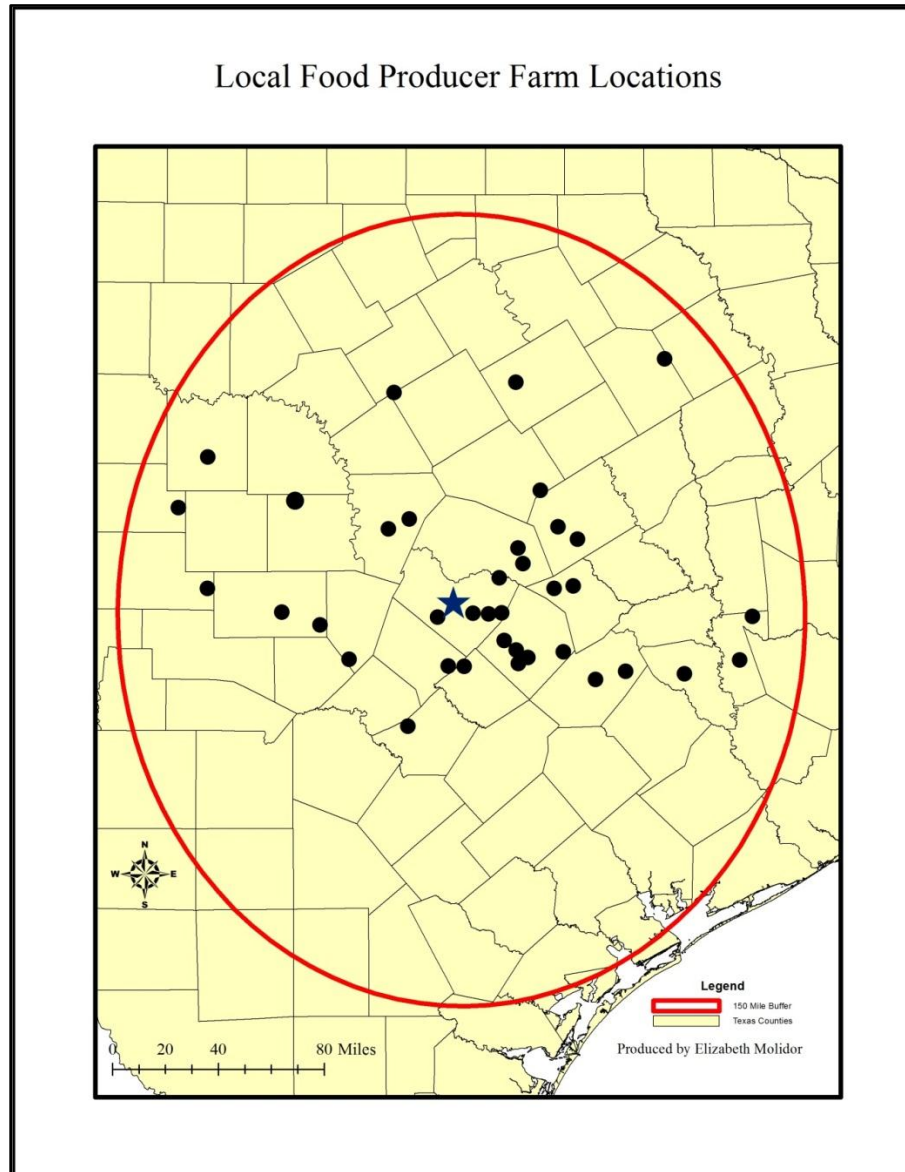 Local Food Producer Farm Locations
N
W E
S
Legend
150 Mile Buffer
Texas Counties
0 20 40 80 Miles
Produced by Elizabeth Molidor